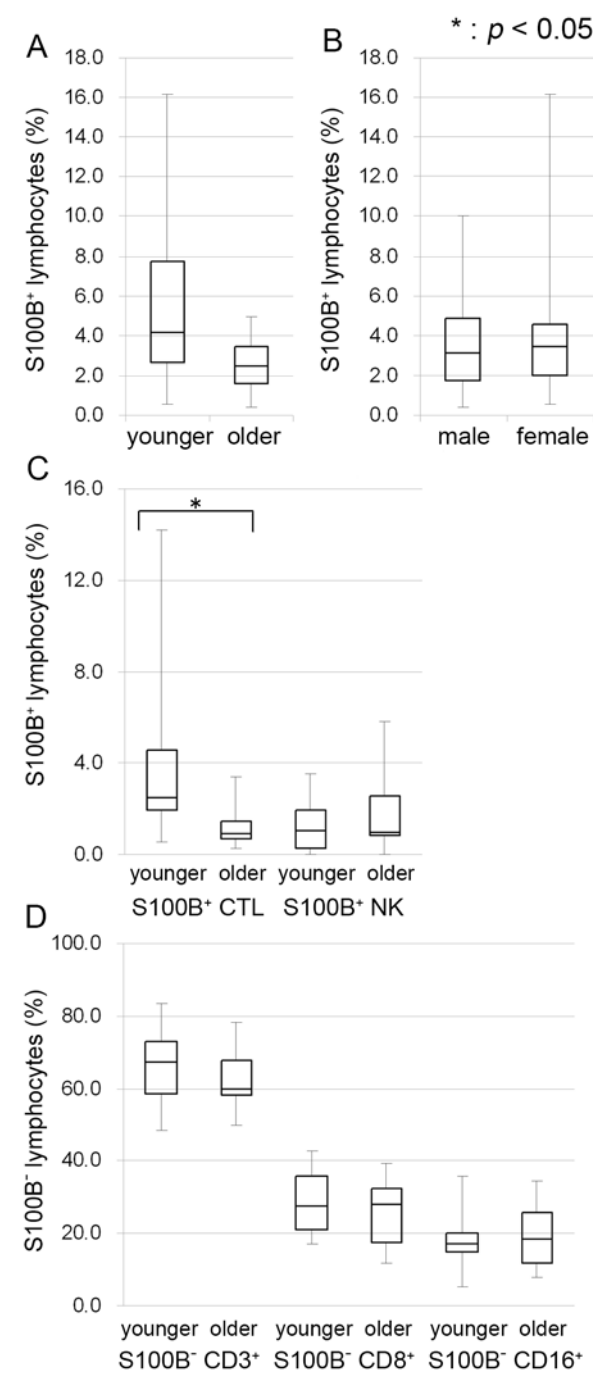 * : p < 0.05
A
S100B⁺ lymphocytes (%)
18.0
16.0
14.0
12.0
10.0
8.0
6.0
4.0
2.0
0.0
younger older
B
S100B⁺ lymphocytes (%)
18.0
16.0
14.0
12.0
10.0
8.0
6.0
4.0
2.0
0.0
male female
C
S100B⁺ lymphocytes (%)
16.0
12.0
8.0
4.0
0.0
*
younger older younger older
S100B⁺ CTL S100B⁺ NK
D
S100B⁻ lymphocytes (%)
100.0
80.0
60.0
40.0
20.0
0.0
younger older younger older younger older
S100B⁻ CD3⁺ S100B⁻ CD8⁺ S100B⁻ CD16⁺